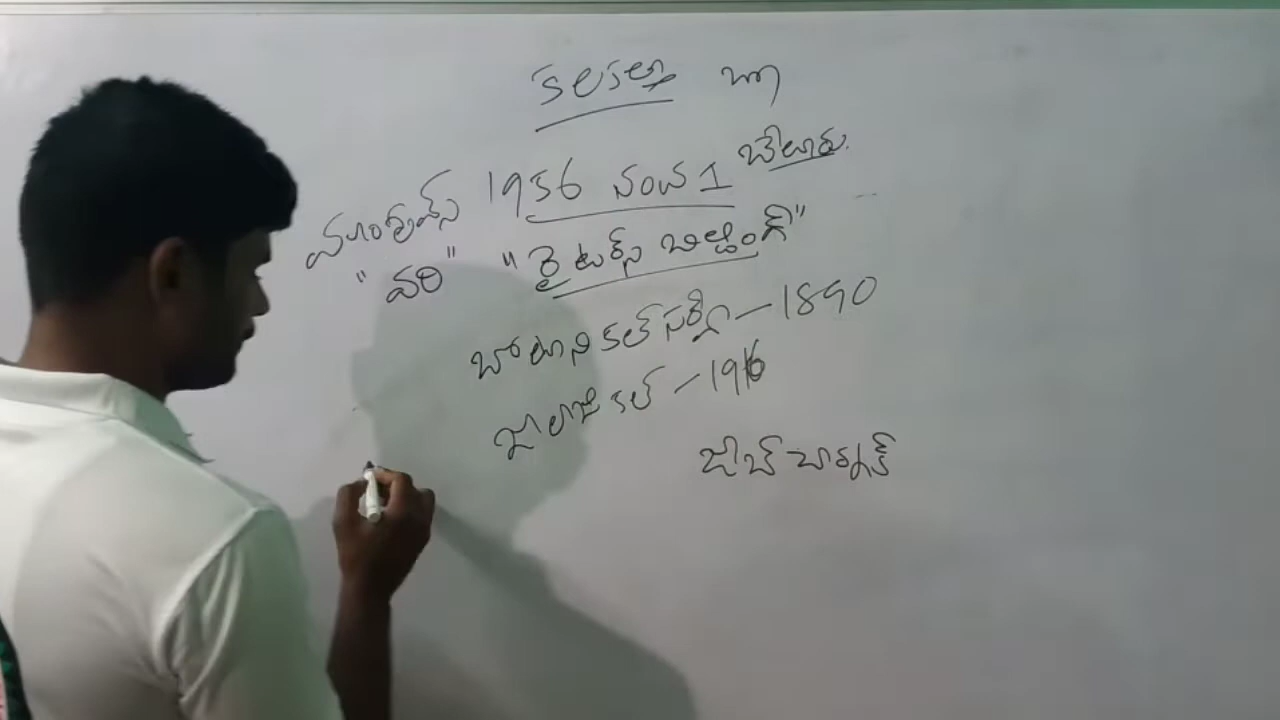 కలకత్తా
1956 నంబ 1 బేలూరు
"వరి" "రైటర్స్ బిల్డింగ్"
బోటానికల్ సర్వే - 1890
జూలాజికల్ - 1916
జాబ్ చార్నాక్